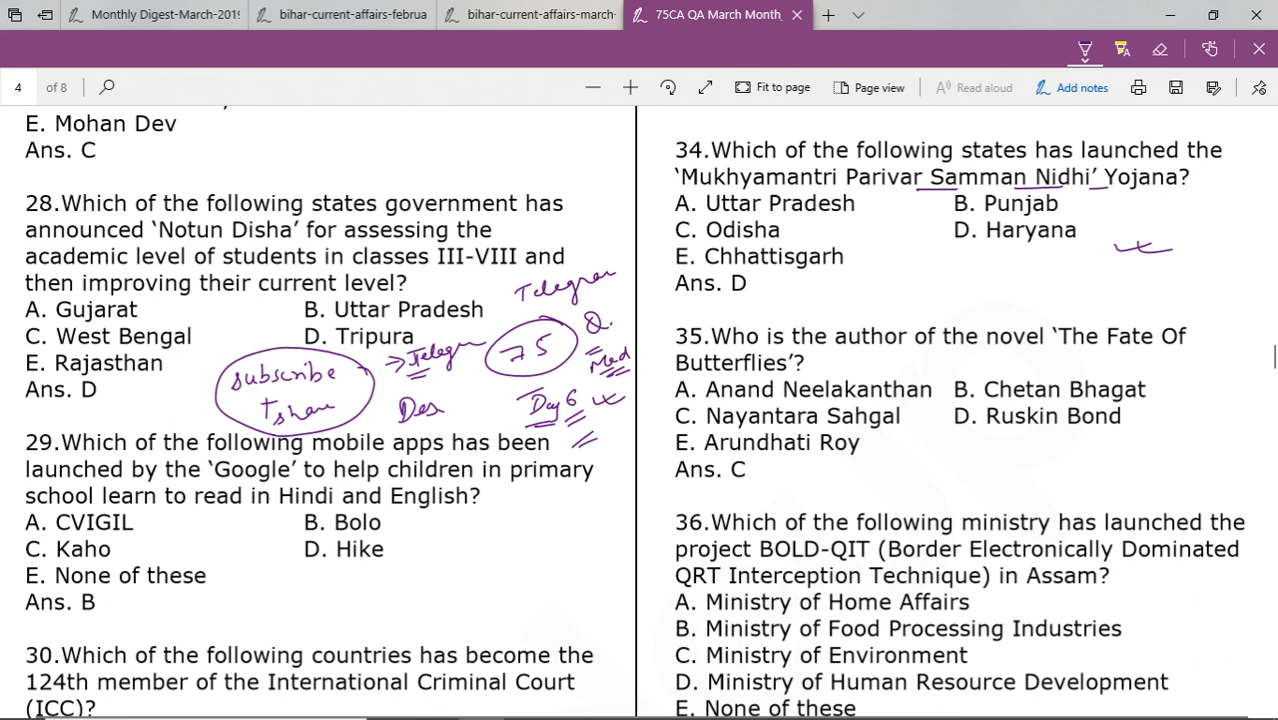 Monthly Digest-March-2019
bihar-current-affairs-februa
bihar-current-affairs-march-
75CA QA March Month_
4 of 8
Fit to page
Page view
Read aloud
Add notes
E. Mohan Dev
Ans. C
28.Which of the following states government has
announced ‘Notun Disha’ for assessing the
academic level of students in classes III-VIII and
then improving their current level?
A. Gujarat B. Uttar Pradesh
C. West Bengal D. Tripura
E. Rajasthan
Ans. D
Telegram
75
Q.
Med
subscribe
+ share
→ Telegram
Des
Day 6
29.Which of the following mobile apps has been
launched by the ‘Google’ to help children in primary
school learn to read in Hindi and English?
A. CVIGIL B. Bolo
C. Kaho D. Hike
E. None of these
Ans. B
30.Which of the following countries has become the
124th member of the International Criminal Court
(ICC)?
34.Which of the following states has launched the
‘Mukhyamantri Parivar Samman Nidhi’ Yojana?
A. Uttar Pradesh B. Punjab
C. Odisha D. Haryana
E. Chhattisgarh
Ans. D
35.Who is the author of the novel ‘The Fate Of
Butterflies’?
A. Anand Neelakanthan B. Chetan Bhagat
C. Nayantara Sahgal D. Ruskin Bond
E. Arundhati Roy
Ans. C
36.Which of the following ministry has launched the
project BOLD-QIT (Border Electronically Dominated
QRT Interception Technique) in Assam?
A. Ministry of Home Affairs
B. Ministry of Food Processing Industries
C. Ministry of Environment
D. Ministry of Human Resource Development
E. None of these